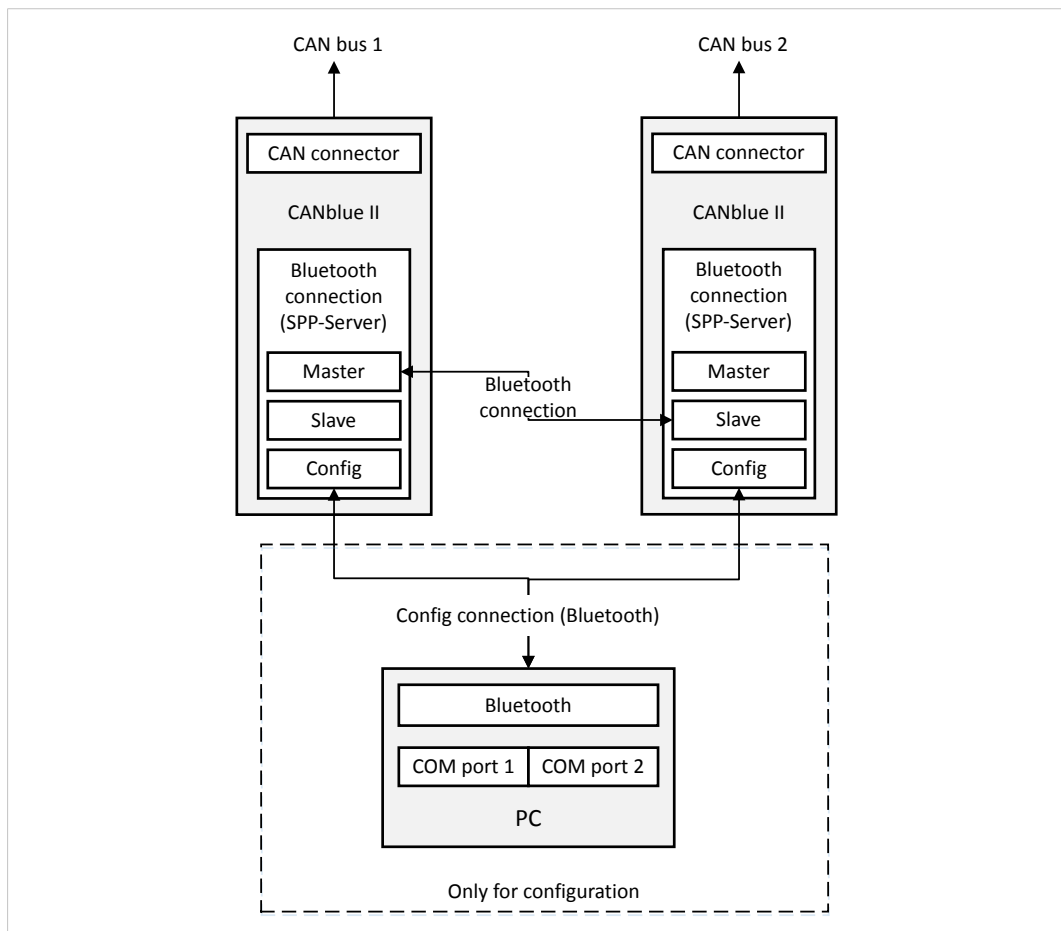 CAN bus 1
CAN bus 2
CAN connector
CANblue II
Bluetooth
connection
(SPP-Server)
Master
Slave
Config
CAN connector
CANblue II
Bluetooth
connection
(SPP-Server)
Master
Slave
Config
Bluetooth
connection
Config connection (Bluetooth)
Bluetooth
COM port 1
COM port 2
PC
Only for configuration